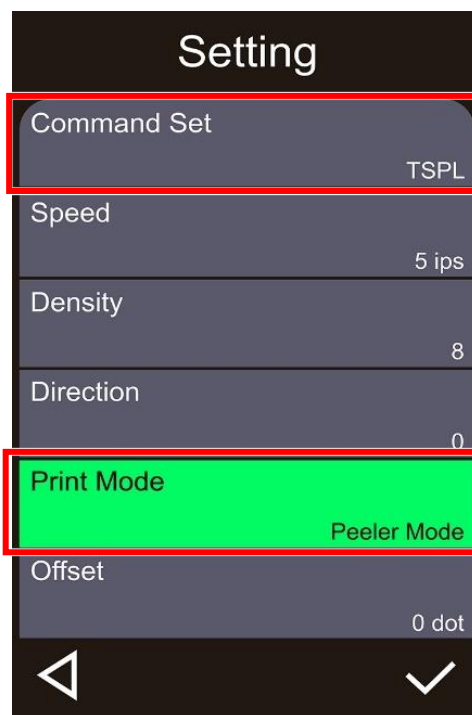 Setting
Command Set
TSPL
Speed
5 ips
Density
8
Direction
0
Print Mode
Peeler Mode
Offset
0 dot